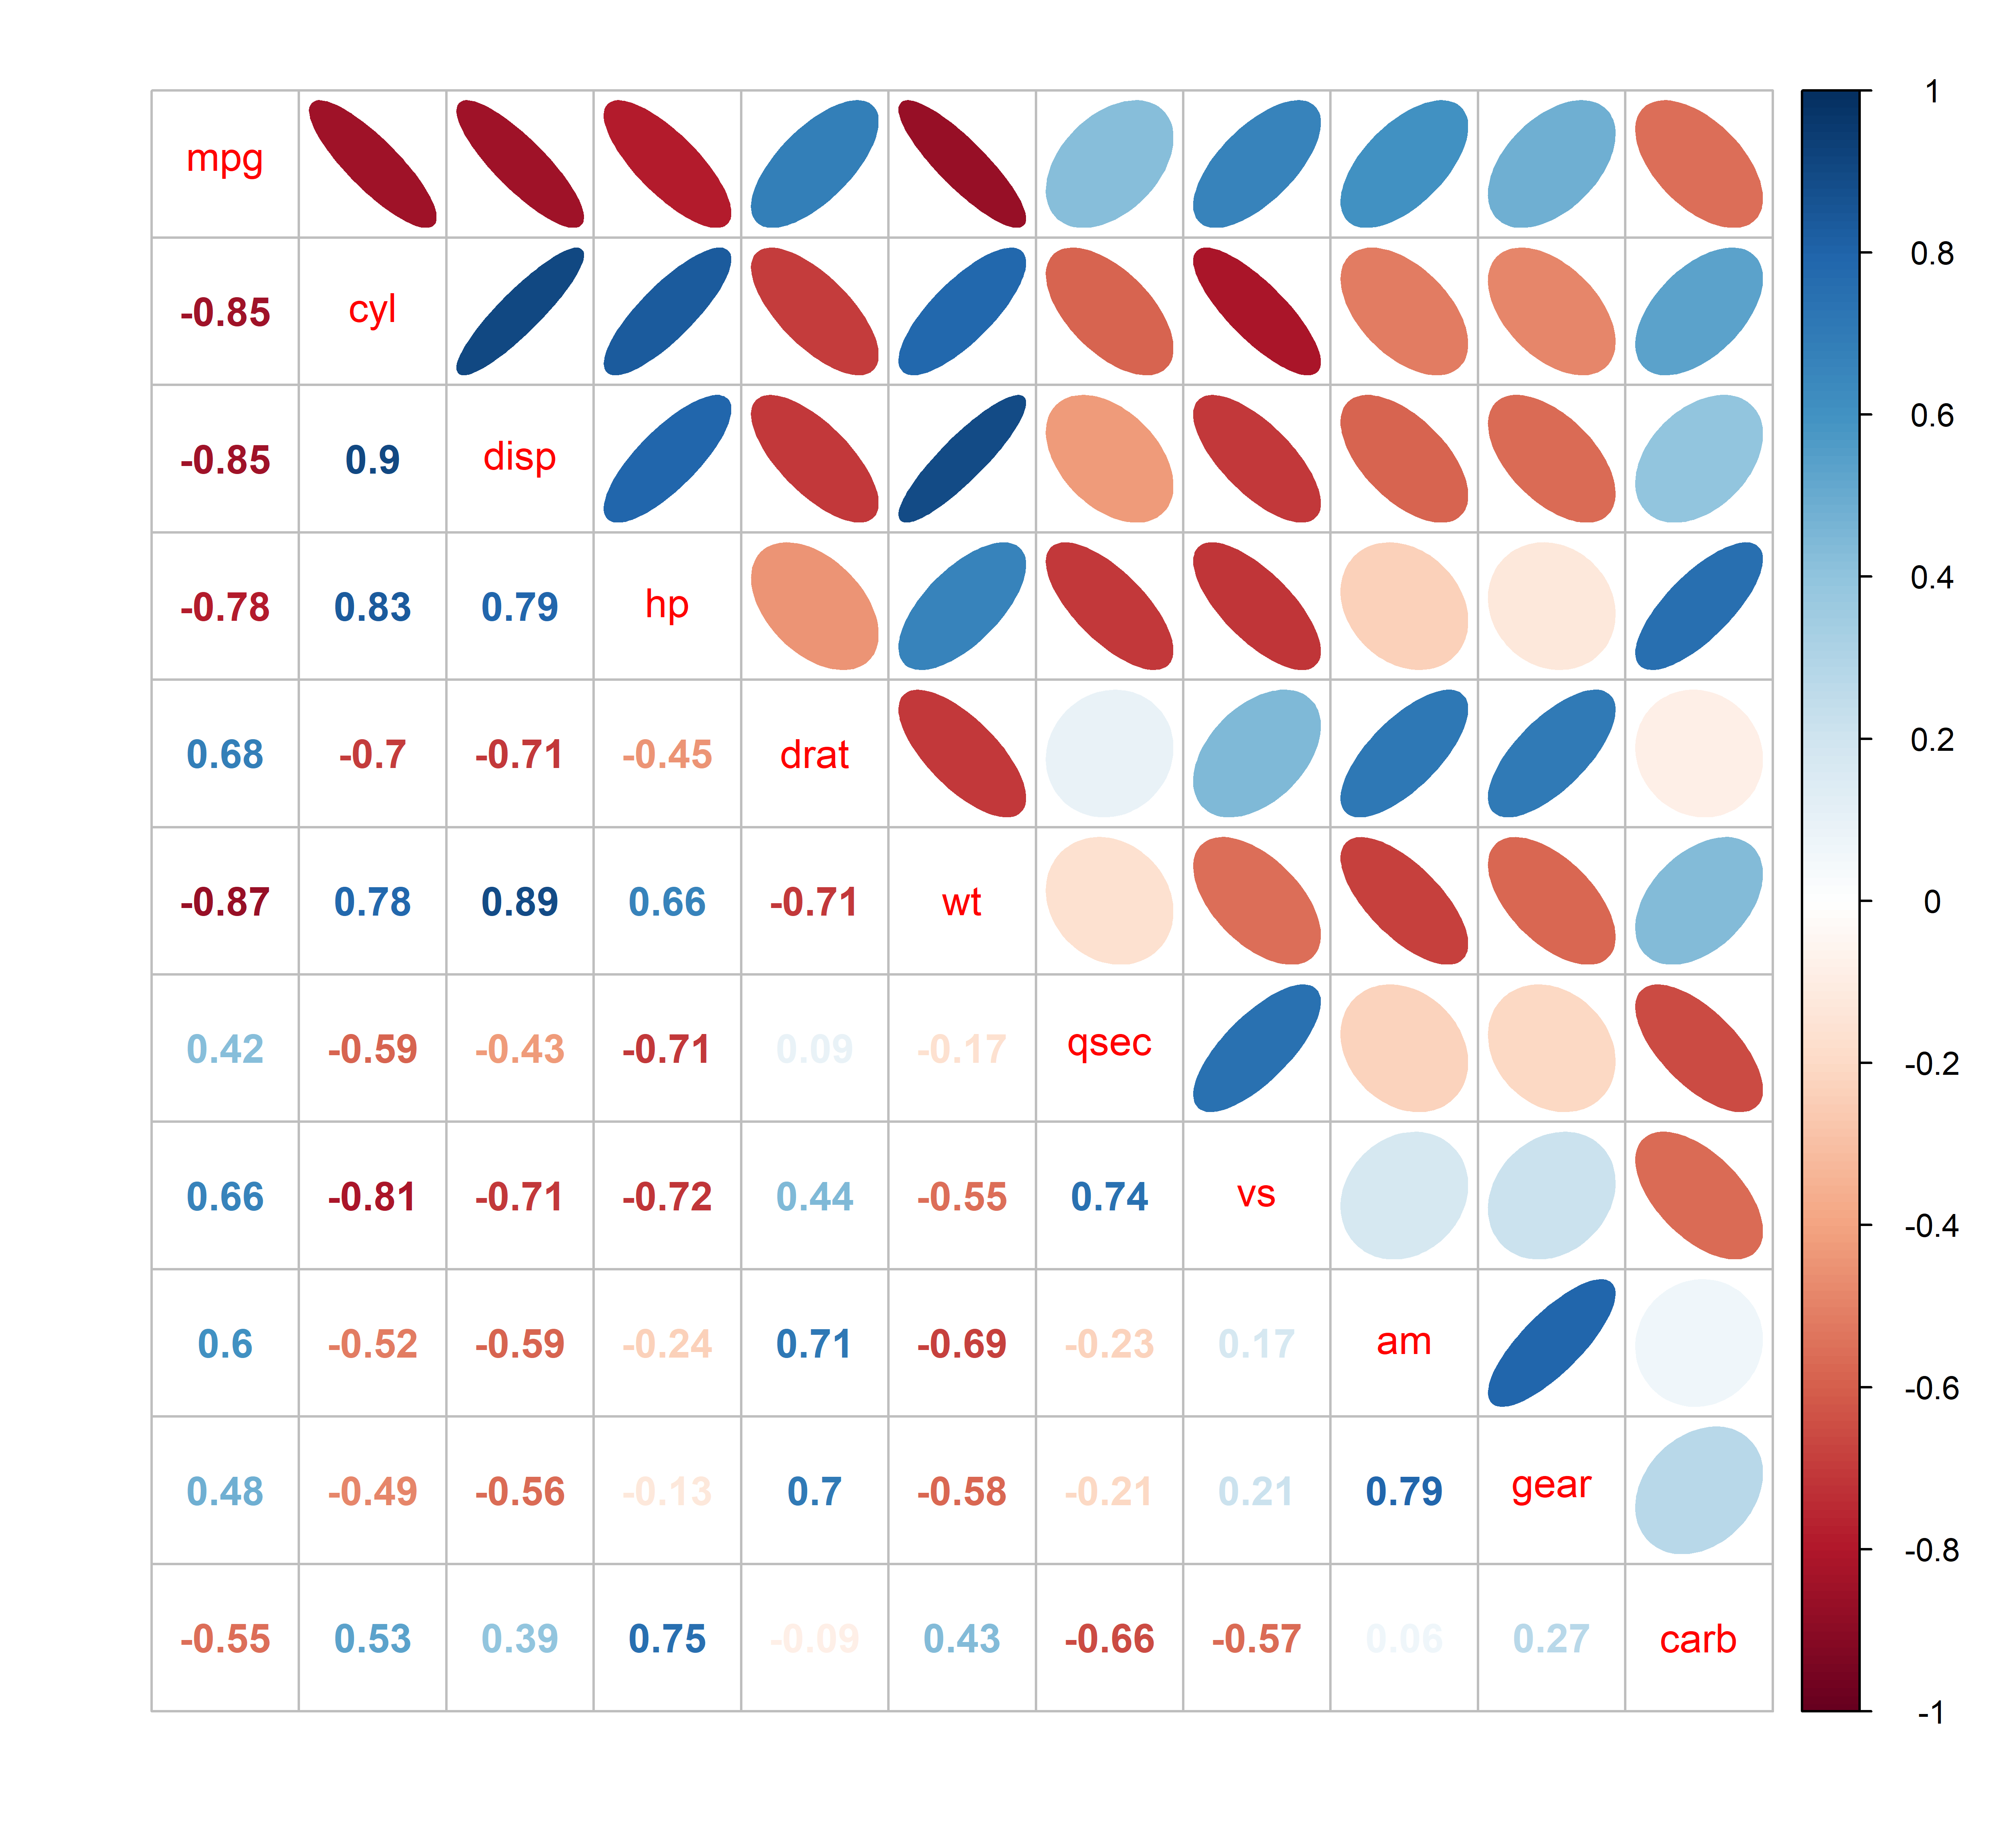 mpg
-0.85 cyl
-0.85 0.9 disp
-0.78 0.83 0.79 hp
0.68 -0.7 -0.71 -0.45 drat
-0.87 0.78 0.89 0.66 -0.71 wt
0.42 -0.59 -0.43 -0.71 0.09 -0.17 qsec
0.66 -0.81 -0.71 -0.72 0.44 -0.55 0.74 vs
0.6 -0.52 -0.59 -0.24 0.71 -0.69 -0.23 0.17 am
0.48 -0.49 -0.56 -0.13 0.7 -0.58 -0.21 0.21 0.79 gear
-0.55 0.53 0.39 0.75 -0.09 0.43 -0.66 -0.57 0.06 0.27 carb
1
0.8
0.6
0.4
0.2
0
-0.2
-0.4
-0.6
-0.8
-1